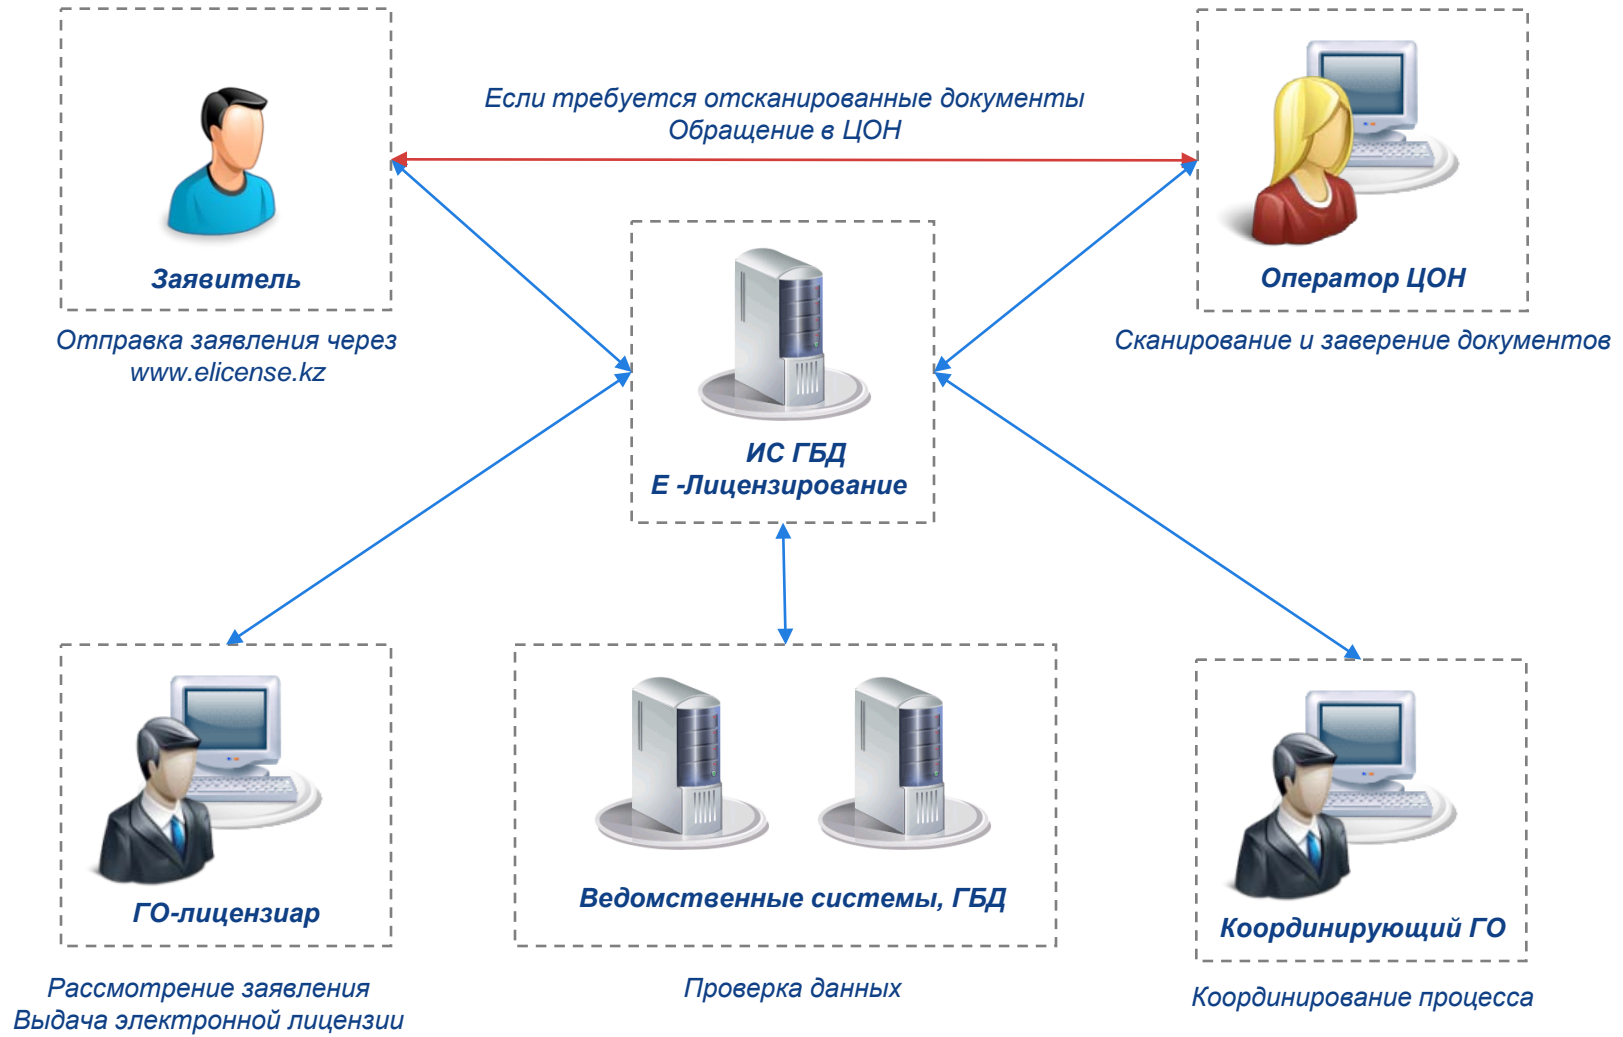 Если требуется отсканированные документы
Обращение в ЦОН
Заявитель
Отправка заявления через
www.elicense.kz
Оператор ЦОН
Сканирование и заверение документов
ИС ГБД
Е -Лицензирование
ГО-лицензиар
Рассмотрение заявления
Выдача электронной лицензии
Ведомственные системы, ГБД
Проверка данных
Координирующий ГО
Координирование процесса